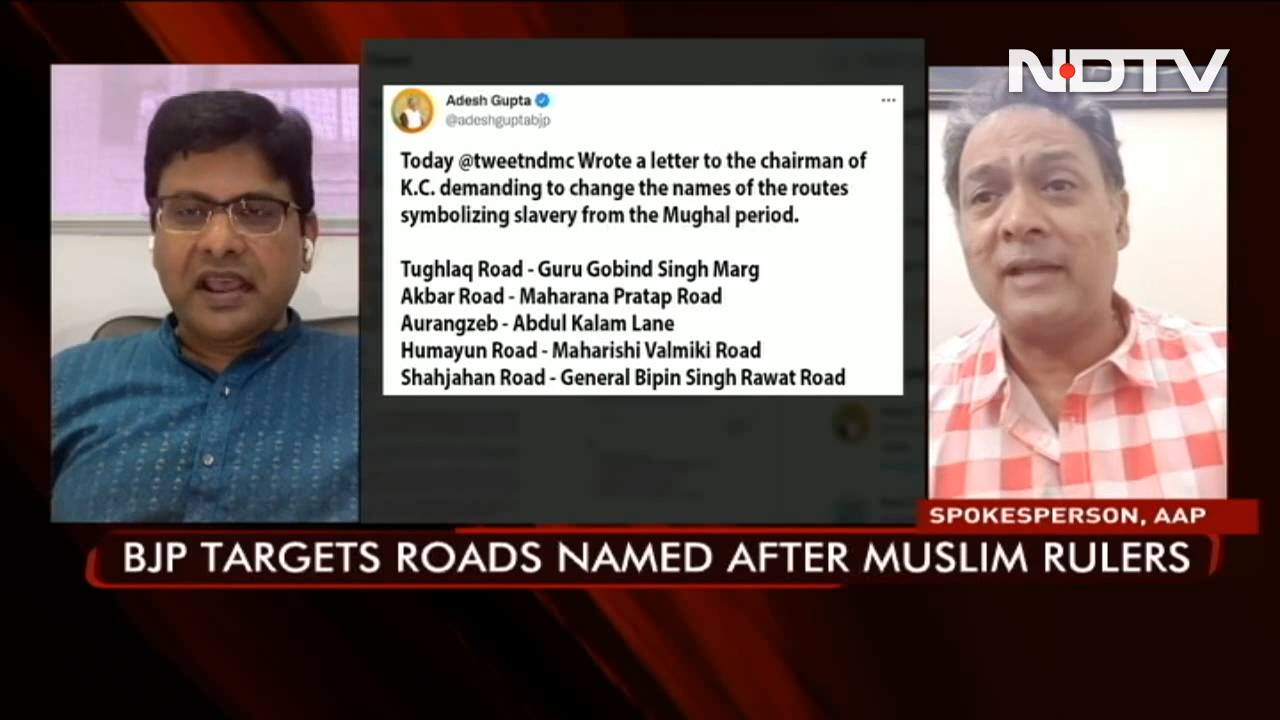 NDTV
Adesh Gupta
@adeshguptabjp
Today @tweetndmc Wrote a letter to the chairman of
K.C. demanding to change the names of the routes
symbolizing slavery from the Mughal period.
Tughlaq Road - Guru Gobind Singh Marg
Akbar Road - Maharana Pratap Road
Aurangzeb - Abdul Kalam Lane
Humayun Road - Maharishi Valmiki Road
Shahjahan Road - General Bipin Singh Rawat Road
SPOKESPERSON, AAP
BJP TARGETS ROADS NAMED AFTER MUSLIM RULERS